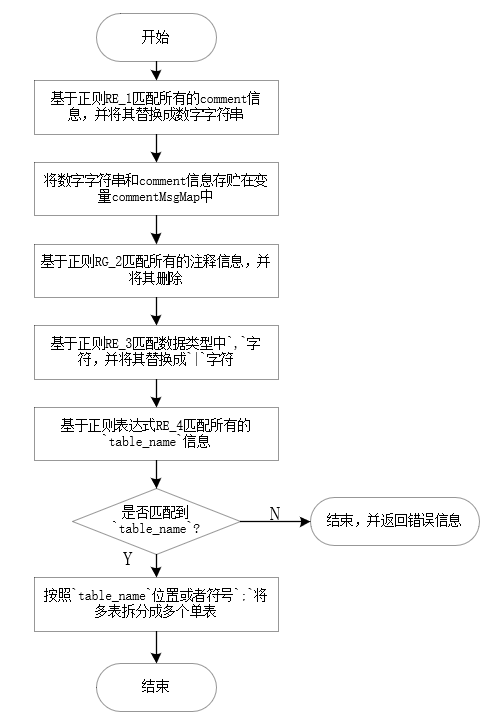 开始
基于正则RE_1匹配所有的comment信
息，并将其替换成数字字符串
将数字字符串和comment信息存贮在变
量commentMsgMap中
基于正则RG_2匹配所有的注释信息，并
将其删除
基于正则RE_3匹配数据类型中`,`字
符，并将其替换成`|`字符
基于正则表达式RE_4匹配所有的
`table_name`信息
是否匹配到
`table_name`?
N
结束，并返回错误信息
Y
按照`table_name`位置或者符号`;`将
多表拆分成多个单表
结束